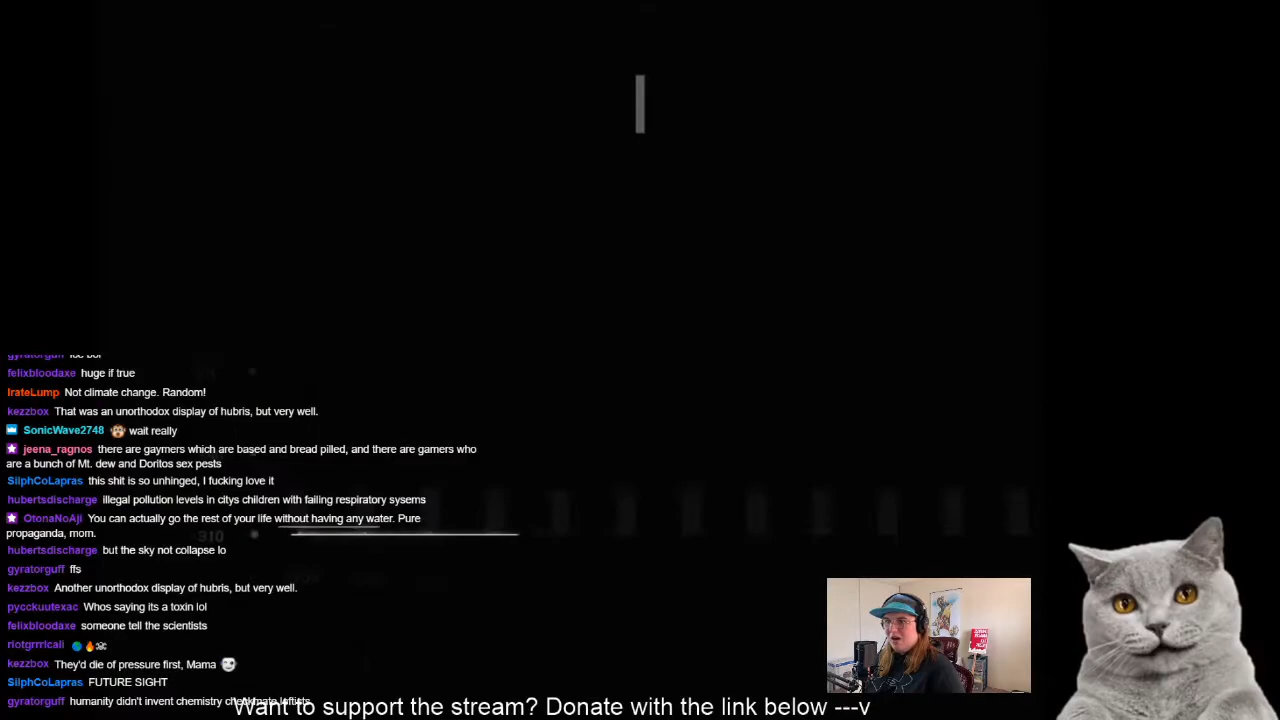 felixbloodaxe huge if true
IrateLump Not climate change. Random!
kezzbox That was an unorthodox display of hubris, but very well.
SonicWave2748 wait really
jeena_ragnos there are gaymers which are based and bread pilled, and there are gamers who
are a bunch of Mt. dew and Doritos sex pests
SilphCoLapras this shit is so unhinged, I fucking love it
hubertsdischarge illegal pollution levels in citys children with failing respiratory sysems
OtonaNoAji You can actually go the rest of your life without having any water. Pure
propaganda, mom.
310
hubertsdischarge but the sky not collapse lo
gyratorguff ffs
kezzbox Another unorthodox display of hubris, but very well.
pycckuutexac Whos saying its a toxin lol
felixbloodaxe someone tell the scientists
riotgrrrlcali
kezzbox They'd die of pressure first, Mama
SilphCoLapras FUTURE SIGHT
gyratorguff humanity didn't invent chemistry checkmate leftists
Want to support the stream? Donate with the link below ---v